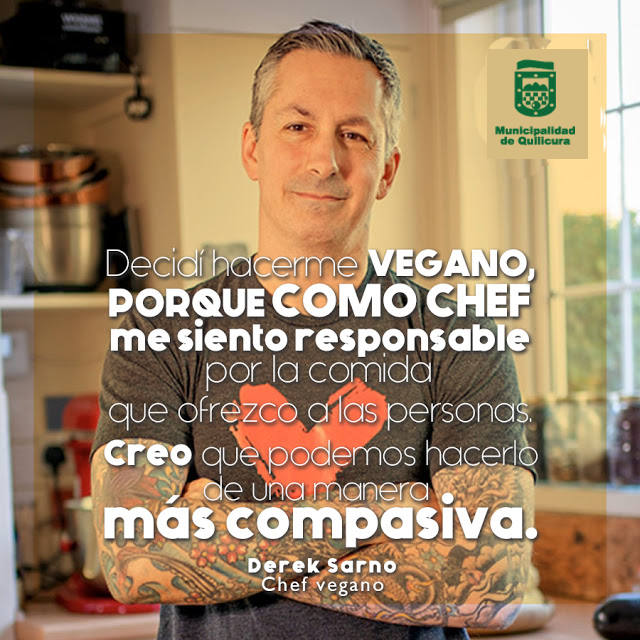 Municipalidad
de Quilicura
Decidí hacerme VEGANO,
PORQUE COMO CHEF
me siento responsable
por la comida
que ofrezco a las personas.
Creo que podemos hacerlo
de una manera
más compasiva.
Derek Sarno
Chef vegano